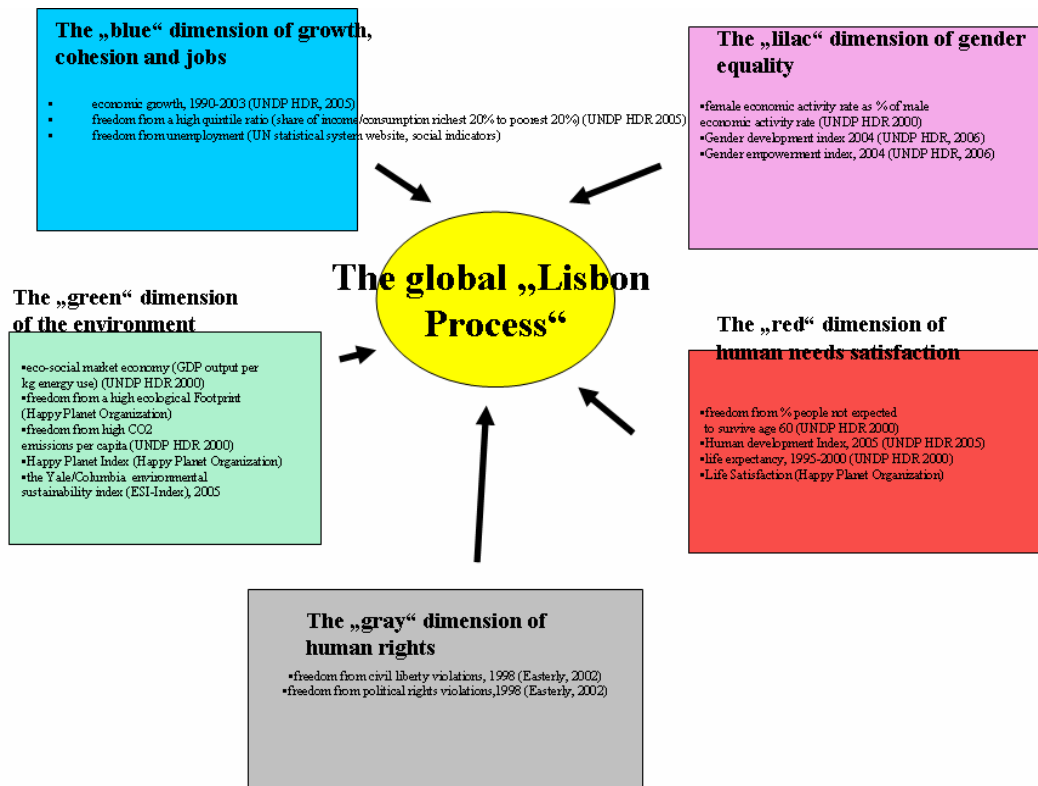 The „blue“ dimension of growth,
cohesion and jobs
• economic growth, 1990-2003 (UNDP HDR, 2005)
• freedom from a high quintile ratio (share of income/consumption richest 20% to poorest 20%) (UNDP HDR 2005)
• freedom from unemployment (UN statistical system website, social indicators)
The „lilac“ dimension of gender
equality
•female economic activity rate as % of male
economic activity rate (UNDP HDR 2000)
•Gender development index 2004 (UNDP HDR, 2006)
•Gender empowerment index, 2004 (UNDP HDR, 2006)
The global „Lisbon
Process“
The „green“ dimension
of the environment
•eco-social market economy (GDP output per
kg energy use) (UNDP HDR 2000)
•freedom from a high ecological Footprint
(Happy Planet Organization)
•freedom from high CO2
emissions per capita (UNDP HDR 2000)
•Happy Planet Index (Happy Planet Organization)
•the Yale/Columbia environmental
sustainability index (ESI-Index), 2005
The „red“ dimension of
human needs satisfaction
•freedom from % people not expected
to survive age 60 (UNDP HDR 2000)
•Human development Index, 2005 (UNDP HDR 2005)
•life expectancy, 1995-2000 (UNDP HDR 2000)
•Life Satisfaction (Happy Planet Organization)
The „gray“ dimension of
human rights
•freedom from civil liberty violations, 1998 (Easterly, 2002)
•freedom from political rights violations,1998 (Easterly, 2002)